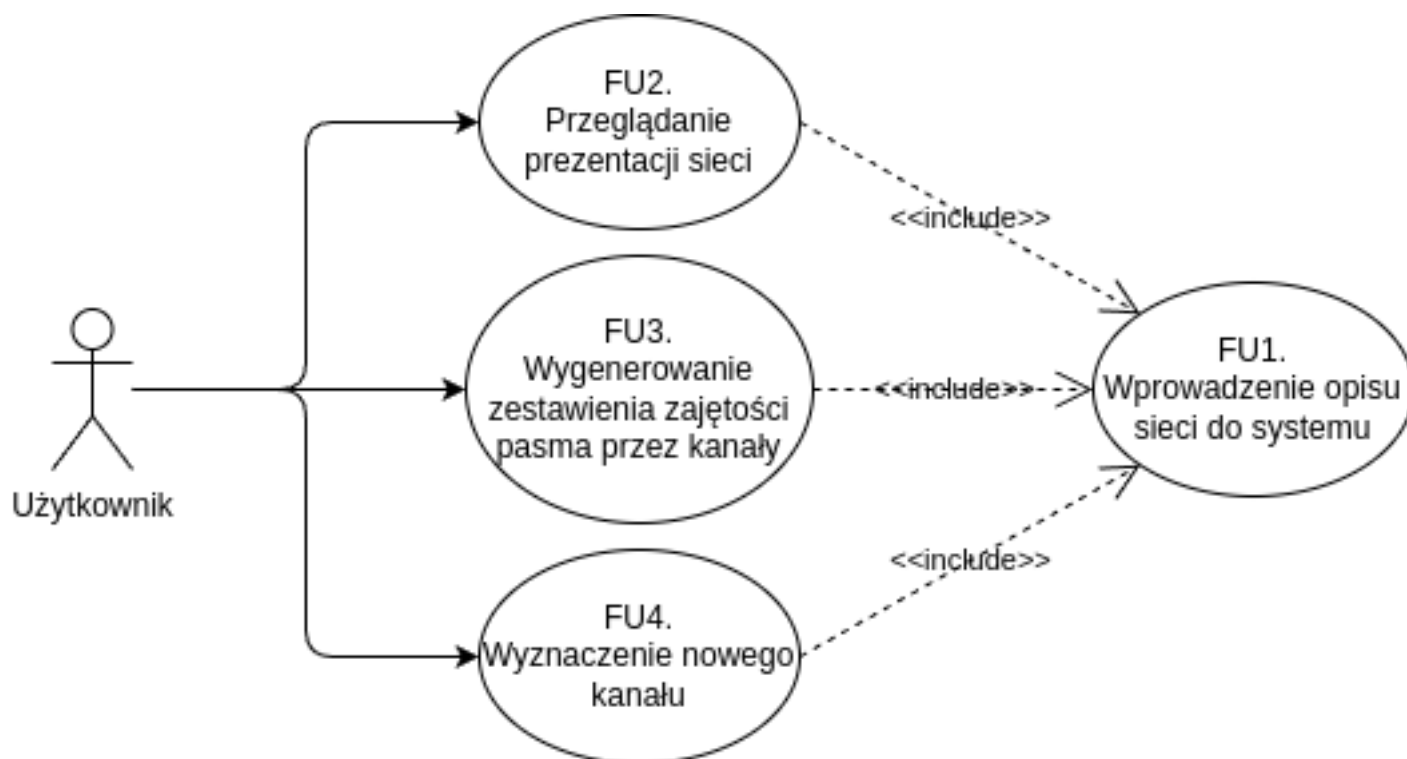 FU2.
Przeglądanie
prezentacji sieci
<<include>>
FU3.
Wygenerowanie
zestawienia zajętości
pasma przez kanały
<<include>>
FU1.
Wprowadzenie opisu
sieci do systemu
Użytkownik
<<include>>
FU4.
Wyznaczenie nowego
kanału